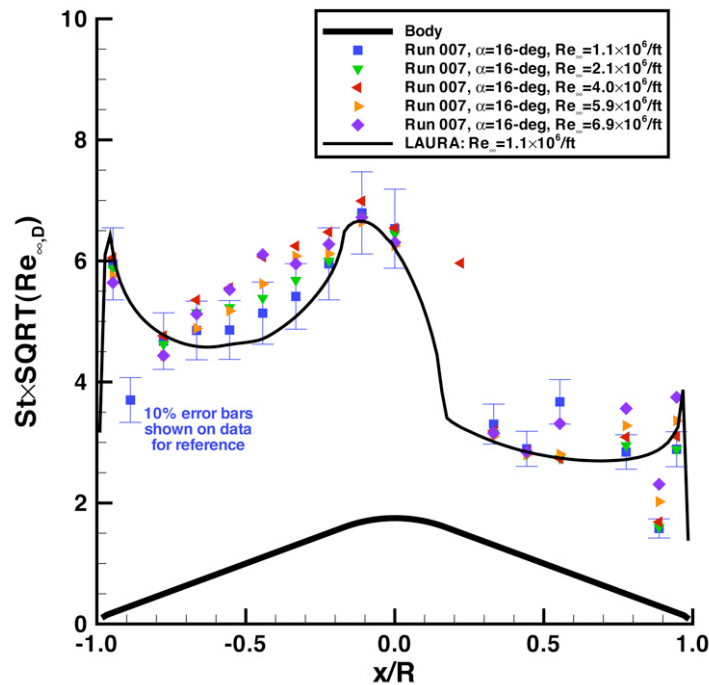 10
8
6
4
2
0
St×SQRT(Re∞,D)
Body
Run 007, α=16-deg, Re∞=1.1×10⁶/ft
Run 007, α=16-deg, Re∞=2.1×10⁶/ft
Run 007, α=16-deg, Re∞=4.0×10⁶/ft
Run 007, α=16-deg, Re∞=5.9×10⁶/ft
Run 007, α=16-deg, Re∞=6.9×10⁶/ft
LAURA: Re∞=1.1×10⁶/ft
10% error bars
shown on data
for reference
-1.0 -0.5 0.0 0.5 1.0
x/R